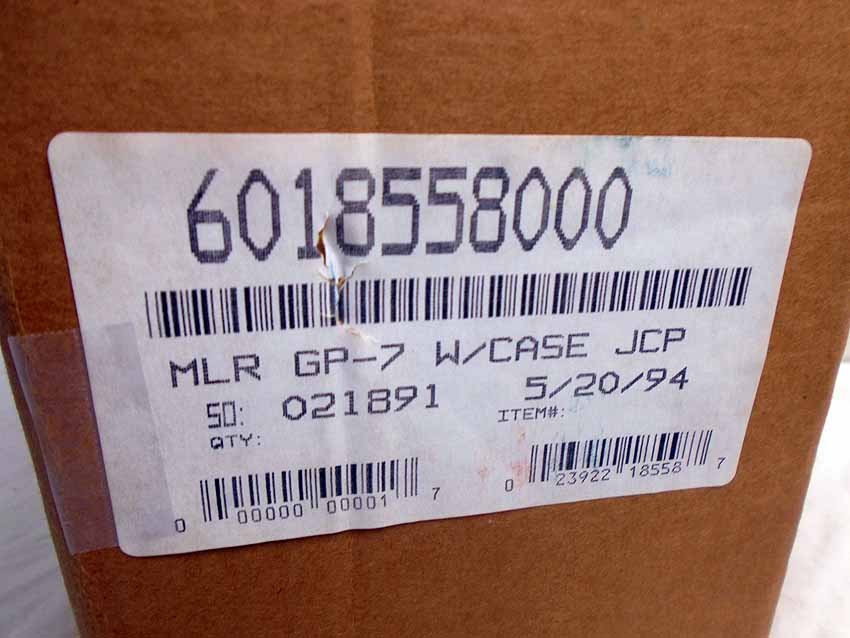 6018558000
MLR GP-7 W/CASE JCP
SO: 021891 5/20/94
QTY: ITEM#:
0 00000 00001 7
0 23922 18558 7